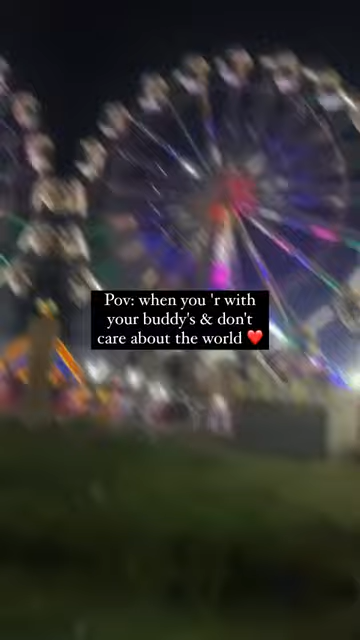 Pov: when you 'r with
your buddy's & don't
care about the world ❤️